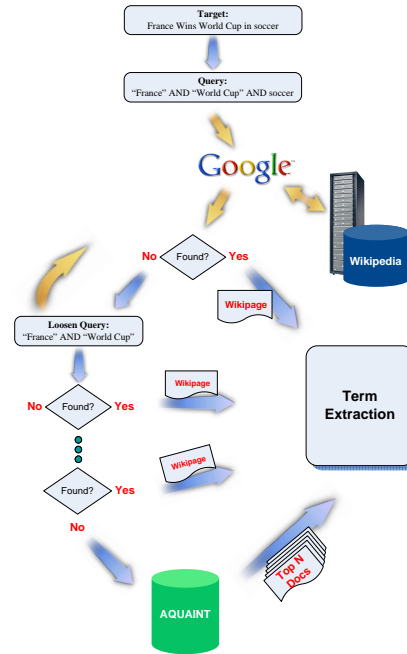 Target:
France Wins World Cup in soccer
Query:
“France” AND “World Cup” AND soccer
Google™
Wikipedia
No
Found?
Yes
Wikipage
Loosen Query:
“France” AND “World Cup”
Wikipage
Term
Extraction
No
Found?
Yes
Wikipage
Found?
Yes
No
Top N
Docs
AQUAINT